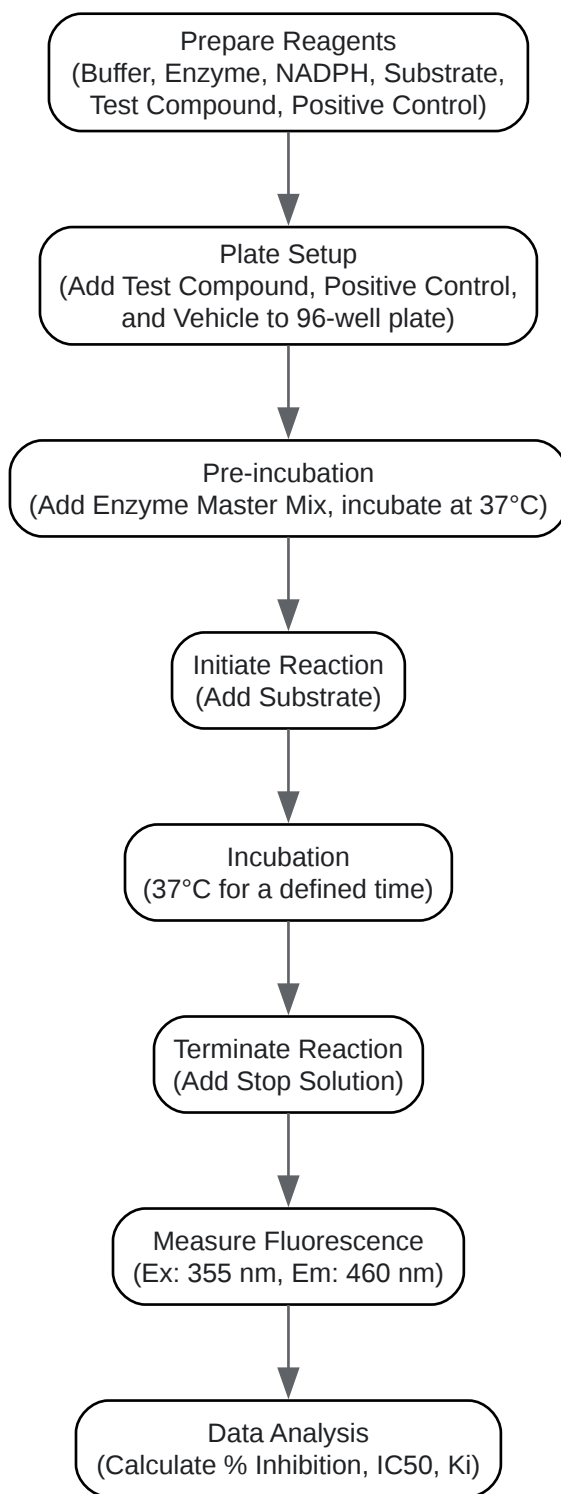 Prepare Reagents
(Buffer, Enzyme, NADPH, Substrate,
Test Compound, Positive Control)
Plate Setup
(Add Test Compound, Positive Control,
and Vehicle to 96-well plate)
Pre-incubation
(Add Enzyme Master Mix, incubate at 37°C)
Initiate Reaction
(Add Substrate)
Incubation
(37°C for a defined time)
Terminate Reaction
(Add Stop Solution)
Measure Fluorescence
(Ex: 355 nm, Em: 460 nm)
Data Analysis
(Calculate % Inhibition, IC50, Ki)